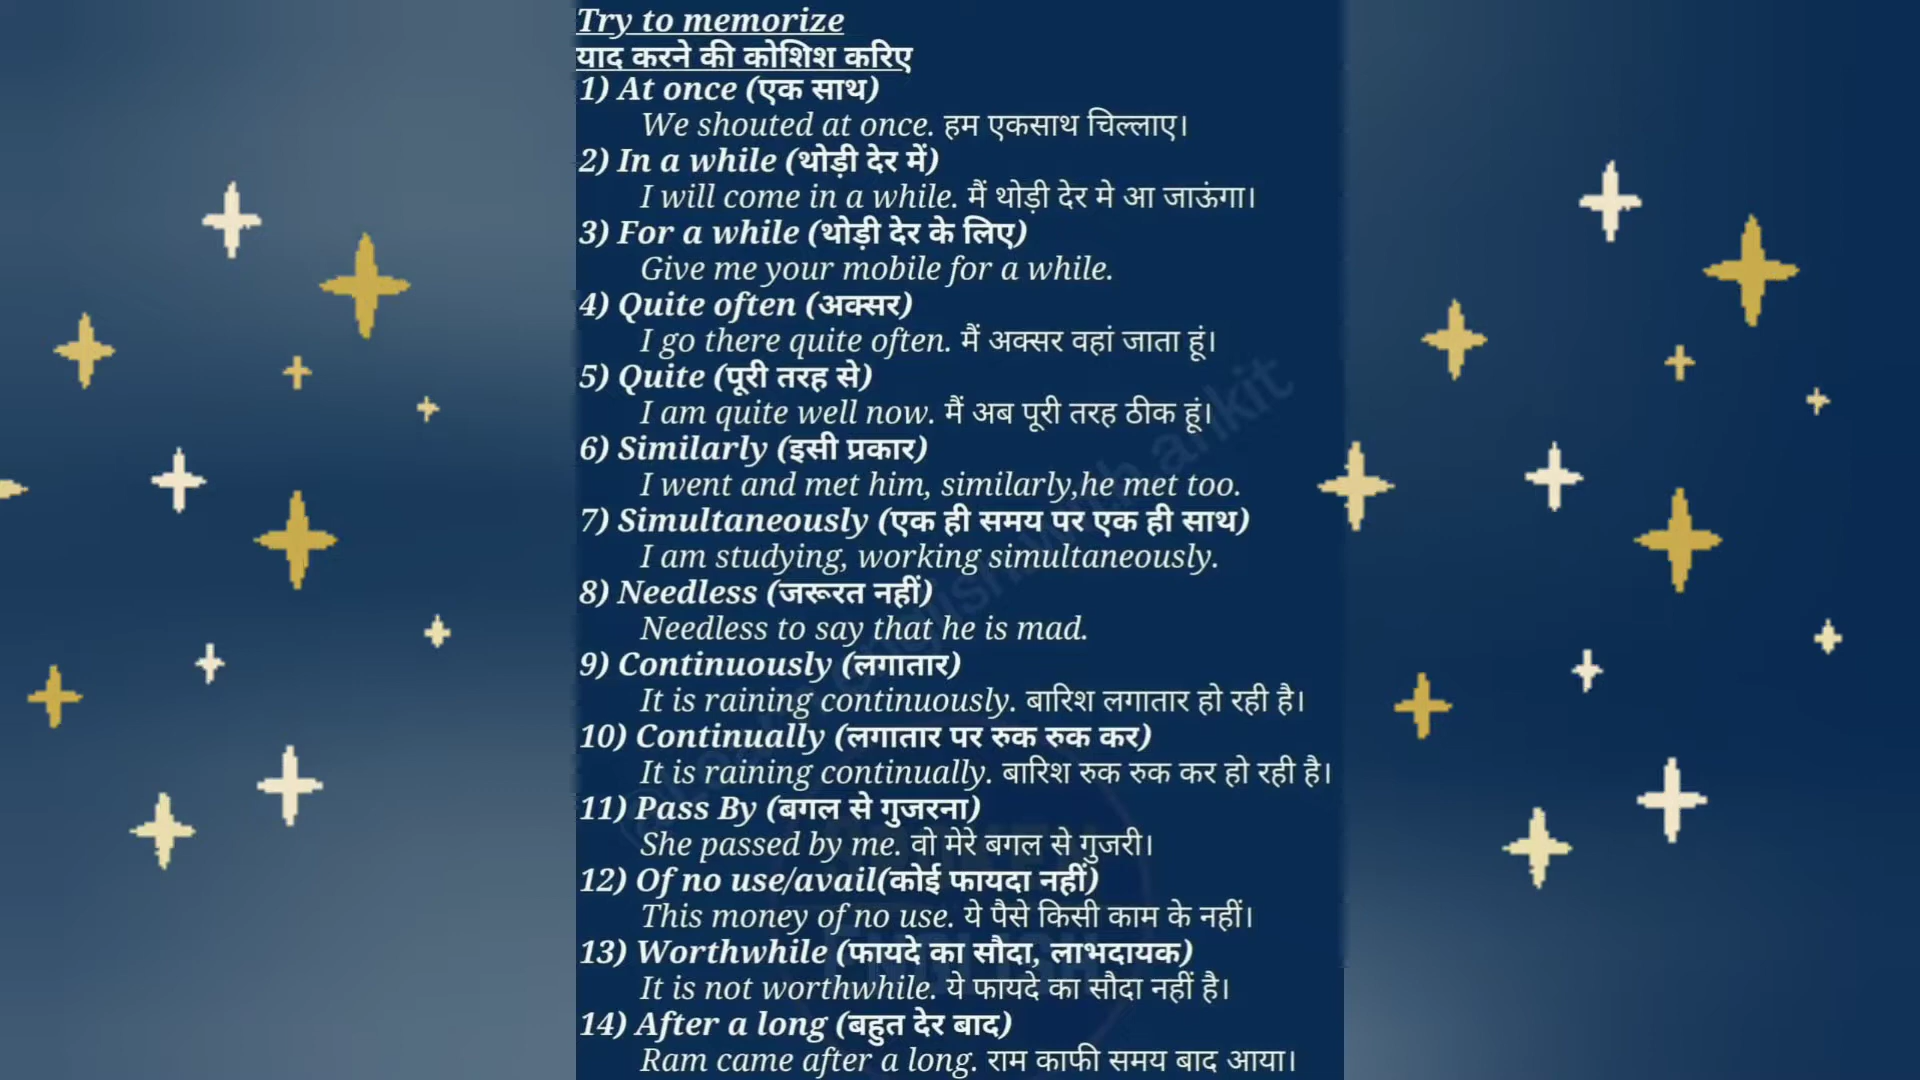 Try to memorize
याद करने की कोशिश करिए
1) At once (एक साथ)
We shouted at once. हम एकसाथ चिल्लाए।
2) In a while (थोड़ी देर में)
I will come in a while. मैं थोड़ी देर मे आ जाऊंगा।
3) For a while (थोड़ी देर के लिए)
Give me your mobile for a while.
4) Quite often (अक्सर)
I go there quite often. मैं अक्सर वहां जाता हूं।
5) Quite (पूरी तरह से)
I am quite well now. मैं अब पूरी तरह ठीक हूं।
6) Similarly (इसी प्रकार)
I went and met him, similarly,he met too.
7) Simultaneously (एक ही समय पर एक ही साथ)
I am studying, working simultaneously.
8) Needless (जरूरत नहीं)
Needless to say that he is mad.
9) Continuously (लगातार)
It is raining continuously. बारिश लगातार हो रही है।
10) Continually (लगातार पर रुक रुक कर)
It is raining continually. बारिश रुक रुक कर हो रही है।
11) Pass By (बगल से गुजरना)
She passed by me. वो मेरे बगल से गुजरी।
12) Of no use/avail(कोई फायदा नहीं)
This money of no use. ये पैसे किसी काम के नहीं।
13) Worthwhile (फायदे का सौदा, लाभदायक)
It is not worthwhile. ये फायदे का सौदा नहीं है।
14) After a long (बहुत देर बाद)
Ram came after a long. राम काफी समय बाद आया।